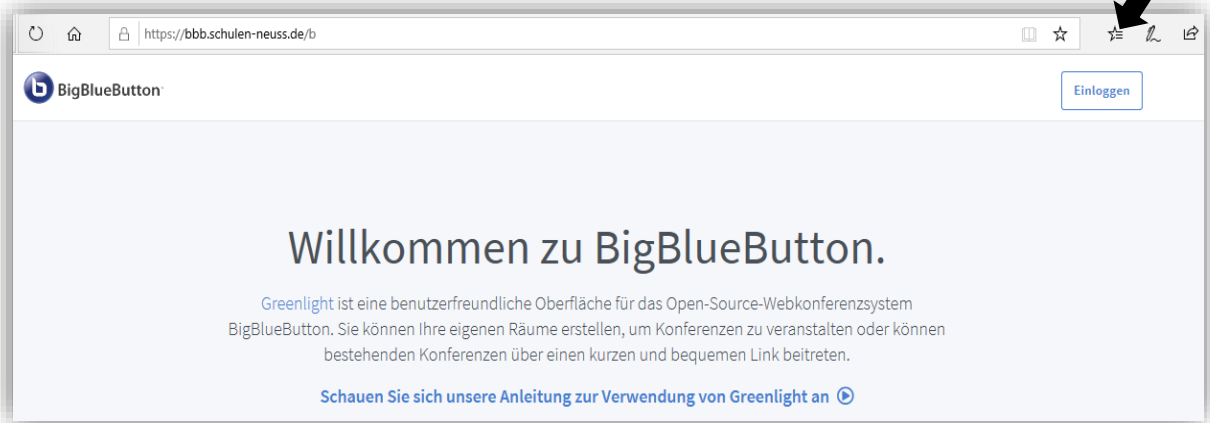 https://bbb.schulen-neuss.de/b
BigBlueButton
Einloggen
Willkommen zu BigBlueButton.
Greenlight ist eine benutzerfreundliche Oberfläche für das Open-Source-Webkonferenzsystem
BigBlueButton. Sie können Ihre eigenen Räume erstellen, um Konferenzen zu veranstalten oder können
bestehenden Konferenzen über einen kurzen und bequemen Link beitreten.
Schauen Sie sich unsere Anleitung zur Verwendung von Greenlight an